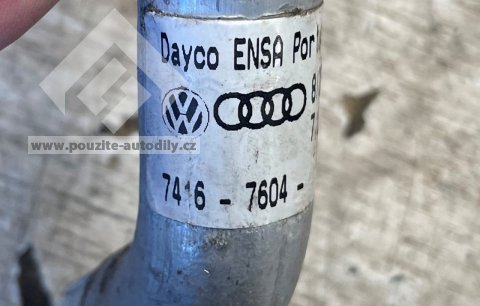 Dayco ENSA Por
www.pouzite-autodily.cz
7416 - 7604 -